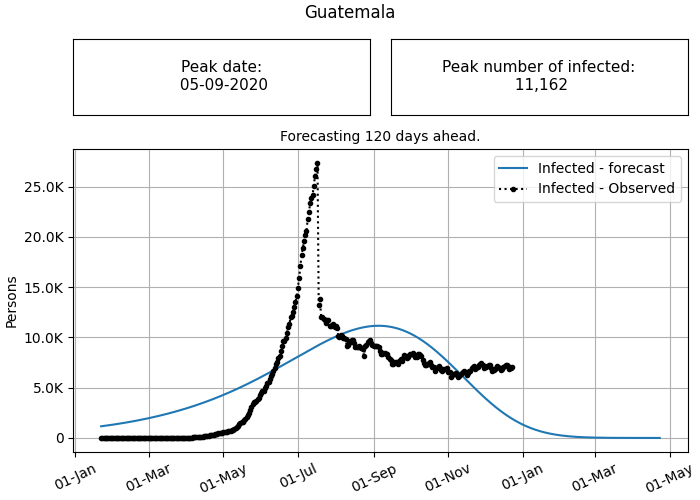 Guatemala
Peak date:
05-09-2020
Peak number of infected:
11,162
Forecasting 120 days ahead.
Infected - forecast
Infected - Observed
25.0K
20.0K
15.0K
10.0K
5.0K
0
Persons
01-Jan
01-Mar
01-May
01-Jul
01-Sep
01-Nov
01-Jan
01-Mar
01-May